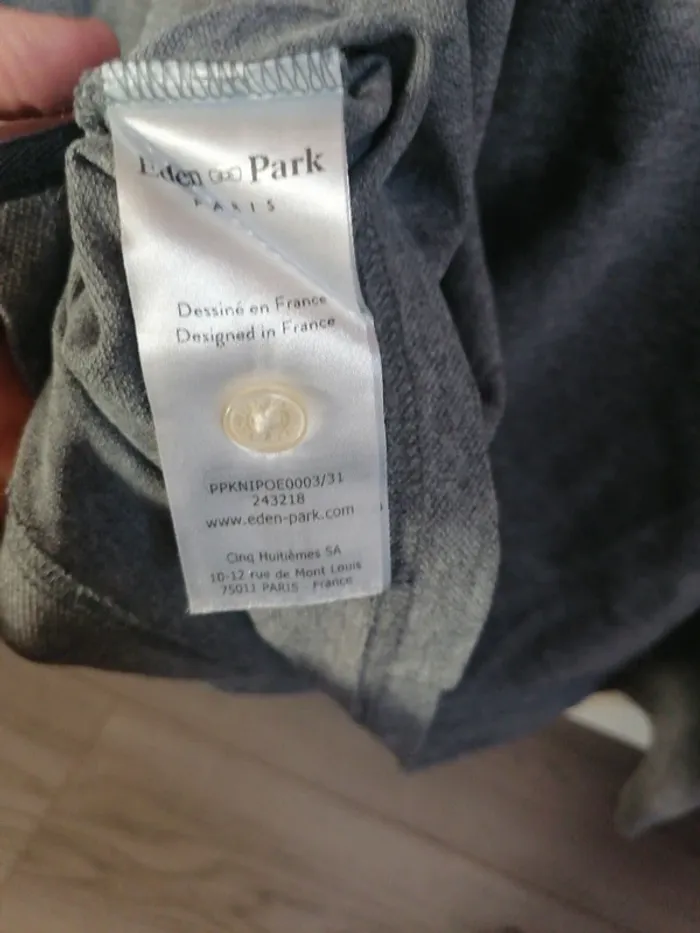 Eden Park
PARIS
Dessiné en France
Designed in France
PPKNIPOE0003/31
243218
www.eden-park.com
Cinq Huitièmes SA
10-12 rue de Mont Louis
75011 PARIS France